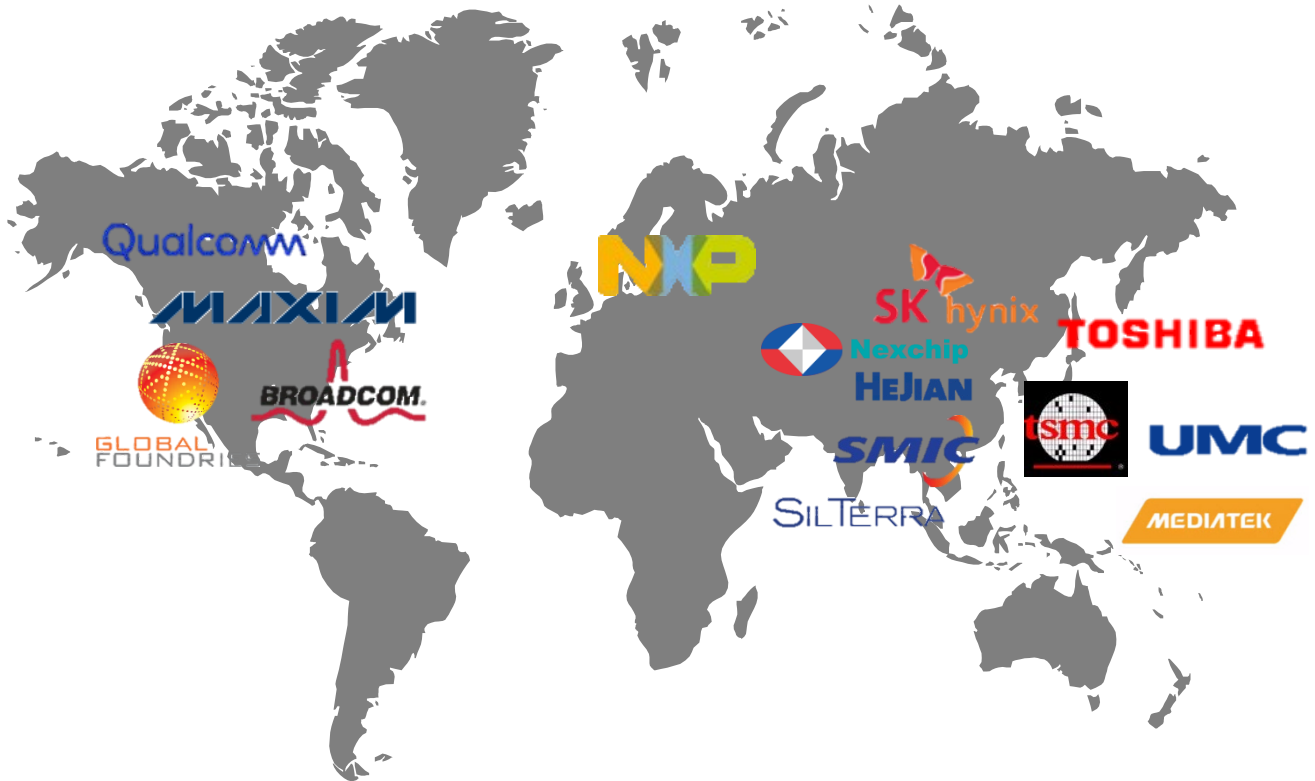 Qualcomm
MAXIM
GLOBAL
FOUNDRIES
BROADCOM.
NXP
SK hynix
Nexchip
HEJIAN
SMIC
SILTERRA
TOSHIBA
tsmc
®
UMC
MEDIATEK